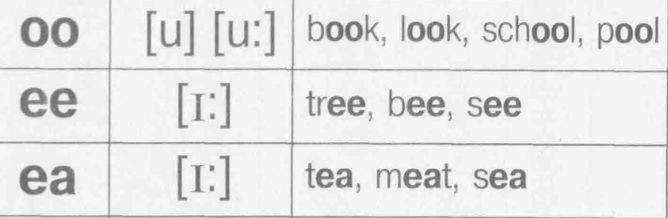 oo [u] [u:] book, look, school, pool
ee [ɪ:] tree, bee, see
ea [ɪ:] tea, meat, sea